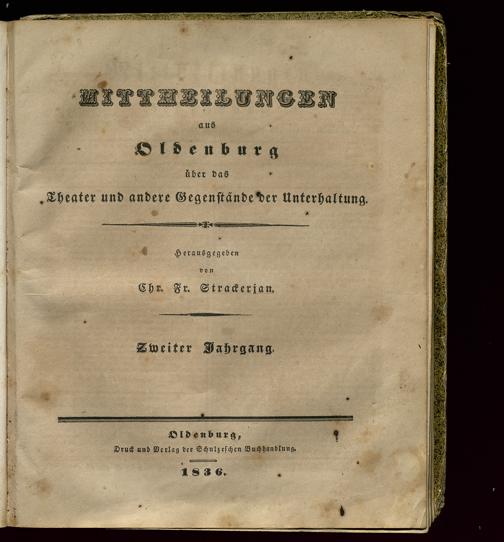 MITTHEILUNGEN
aus
Oldenburg
über das
Theater und andere Gegenstände der Unterhaltung.
Herausgegeben
von
Chr. Fr. Strackerjan.
Zweiter Jahrgang.
Oldenburg,
Druck und Verlag der Schulzeschen Buchhandlung.
1836.